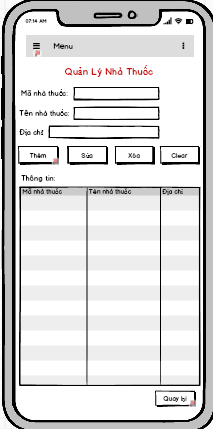 07:14 AM
Menu
Quản Lý Nhà Thuốc
Mã nhà thuốc:
Tên nhà thuốc:
Địa chỉ:
Thêm Sửa Xóa Clear
Thông tin:
Mã nhà thuốc Tên nhà thuốc Địa chỉ
Quay lại